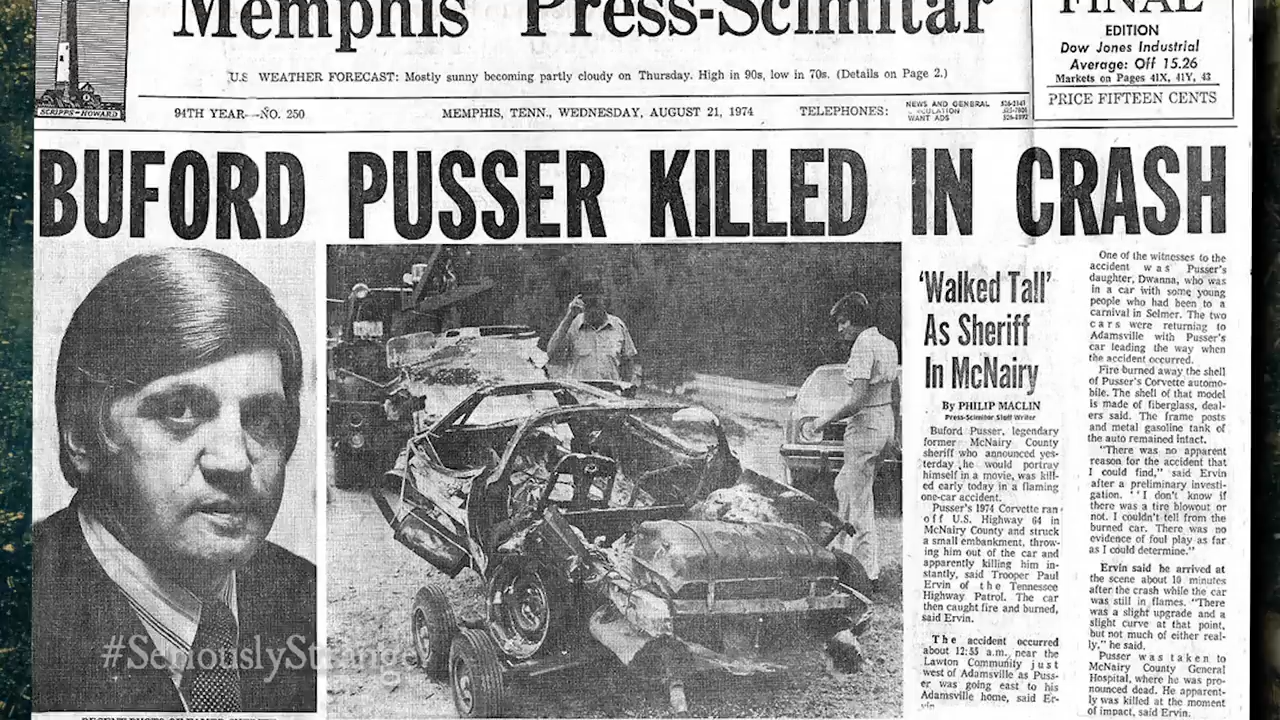 Memphis Press-Scimitar
FINAL
EDITION
Dow Jones Industrial
Average: Off 15.26
Markets on Pages 41X, 41Y, 43
PRICE FIFTEEN CENTS
U.S WEATHER FORECAST: Mostly sunny becoming partly cloudy on Thursday. High in 90s, low in 70s. (Details on Page 2.)
SCRIPPS-HOWARD
94TH YEAR—NO. 250
MEMPHIS, TENN., WEDNESDAY, AUGUST 21, 1974
TELEPHONES:
NEWS AND GENERAL
WANT ADS
BUFORD PUSSER KILLED IN CRASH
‘Walked Tall’
As Sheriff
In McNairy
By PHILIP MACLIN
Press-Scimitar Staff Writer
Buford Pusser, legendary
former McNairy County
sheriff who announced yes-
terday he would portray
himself in a movie, was kill-
ed early today in a flaming
one-car accident.
Pusser's 1974 Corvette ran
off U.S. Highway 64 in
McNairy County and struck
a small embankment, throw-
ing him out of the car and
apparently killing him in-
stantly, said Trooper Paul
Ervin of the Tennessee
Highway Patrol. The car
then caught fire and burned,
said Ervin.
The accident occurred
about 12:55 a.m. near the
Lawton Community just
west of Adamsville as Puss-
er was going east to his
Adamsville home, said Er-
One of the witnesses to the
accident was Pusser's
daughter, Dwanna, who was
in a car with some young
people who had been to a
carnival in Selmer. The two
cars were returning to
Adamsville with Pusser's
car leading the way when
the accident occurred.
Fire burned away the shell
of Pusser's Corvette automo-
bile. The shell of that model
is made of fiberglass, deal-
ers said. The frame posts
and metal gasoline tank of
the auto remained intact.
"There was no apparent
reason for the accident that
I could find," said Ervin
after a preliminary investi-
gation. "I don't know if
there was a tire blowout or
not. I couldn't tell from the
burned car. There was no
evidence of foul play as far
as I could determine."
Ervin said he arrived at
the scene about 10 minutes
after the crash while the car
was still in flames. "There
was a slight upgrade and a
slight curve at that point,
but not much of either real-
ly," he said.
Pusser was taken to
McNairy County General
Hospital, where he was pro-
nounced dead. He apparent-
ly was killed at the moment
of impact, said Ervin.
#SeriouslyStrange